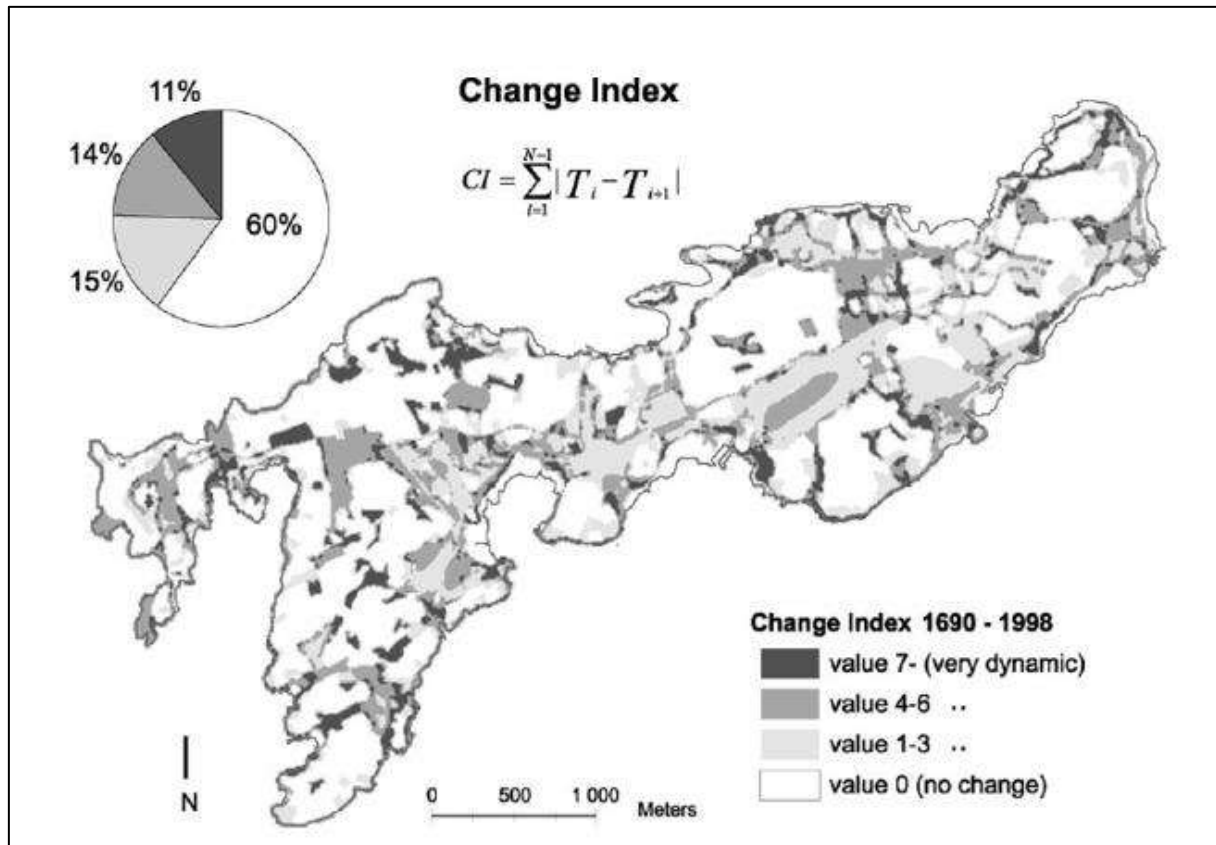 11%
14%
60%
15%
Change Index
CI = \sum_{i=1}^{N-1} | T_i - T_{i+1} |
Change Index 1690 - 1998
value 7- (very dynamic)
value 4-6 ..
value 1-3 ..
value 0 (no change)
N
0 500 1 000
Meters